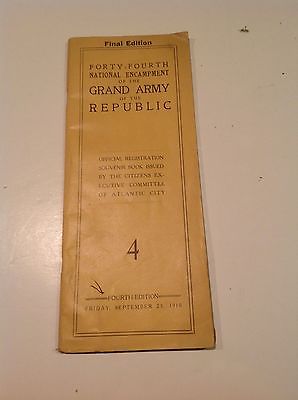 Final Edition
FORTY-FOURTH
NATIONAL ENCAMPMENT
OF THE
GRAND ARMY
OF THE
REPUBLIC
OFFICIAL REGISTRATION
SOUVENIR BOOK ISSUED
BY THE CITIZENS EX-
ECUTIVE COMMITTEE
OF ATLANTIC CITY
4
FOURTH EDITION
FRIDAY, SEPTEMBER 23, 1910